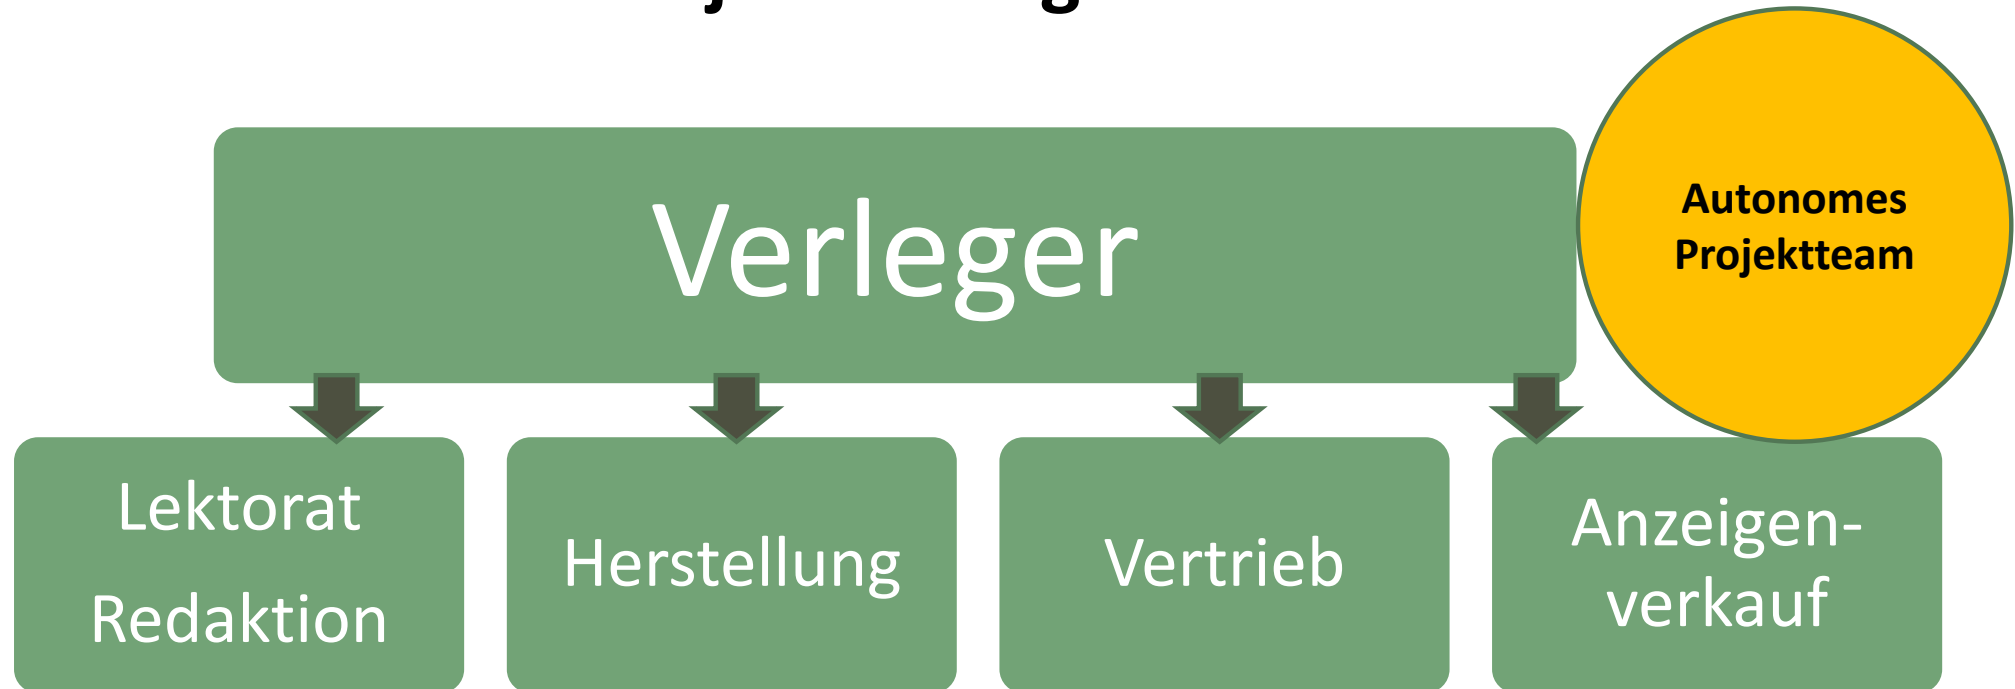 Verleger
Autonomes
Projektteam
Lektorat
Redaktion
Herstellung
Vertrieb
Anzeigen-
verkauf